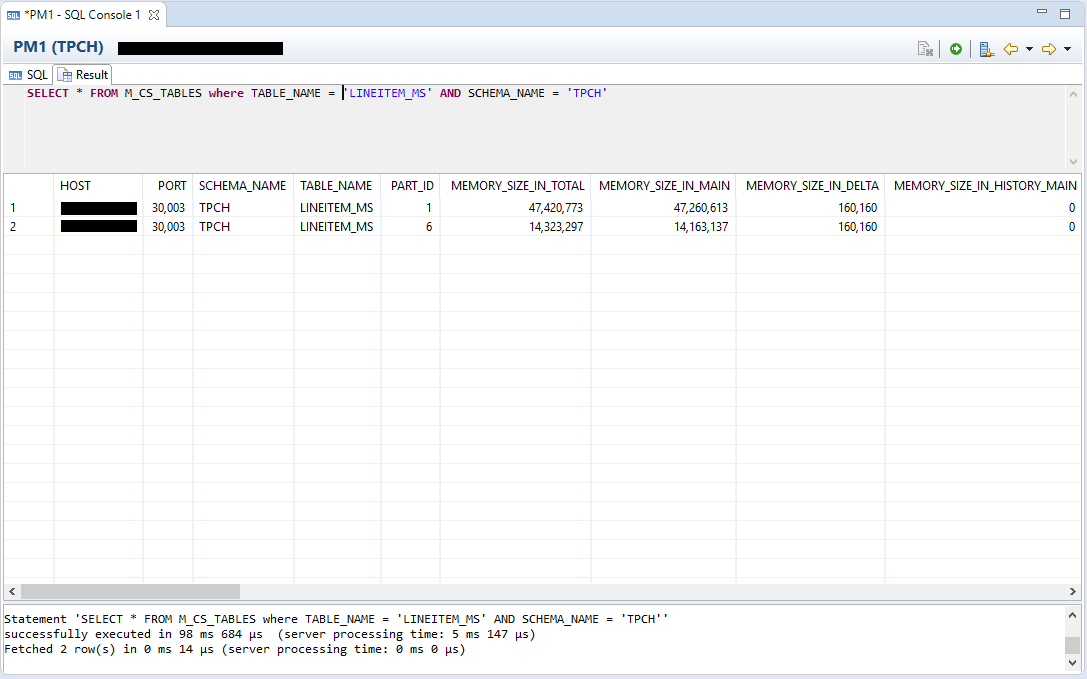 *PM1 - SQL Console 1
PM1 (TPCH)
SQL SQL Result
SELECT * FROM M_CS_TABLES where TABLE_NAME = 'LINEITEM_MS' AND SCHEMA_NAME = 'TPCH'
HOST PORT SCHEMA_NAME TABLE_NAME PART_ID MEMORY_SIZE_IN_TOTAL MEMORY_SIZE_IN_MAIN MEMORY_SIZE_IN_DELTA MEMORY_SIZE_IN_HISTORY_MAIN
1 30,003 TPCH LINEITEM_MS 1 47,420,773 47,260,613 160,160 0
2 30,003 TPCH LINEITEM_MS 6 14,323,297 14,163,137 160,160 0
Statement 'SELECT * FROM M_CS_TABLES where TABLE_NAME = 'LINEITEM_MS' AND SCHEMA_NAME = 'TPCH''
successfully executed in 98 ms 684 µs (server processing time: 5 ms 147 µs)
Fetched 2 row(s) in 0 ms 14 µs (server processing time: 0 ms 0 µs)